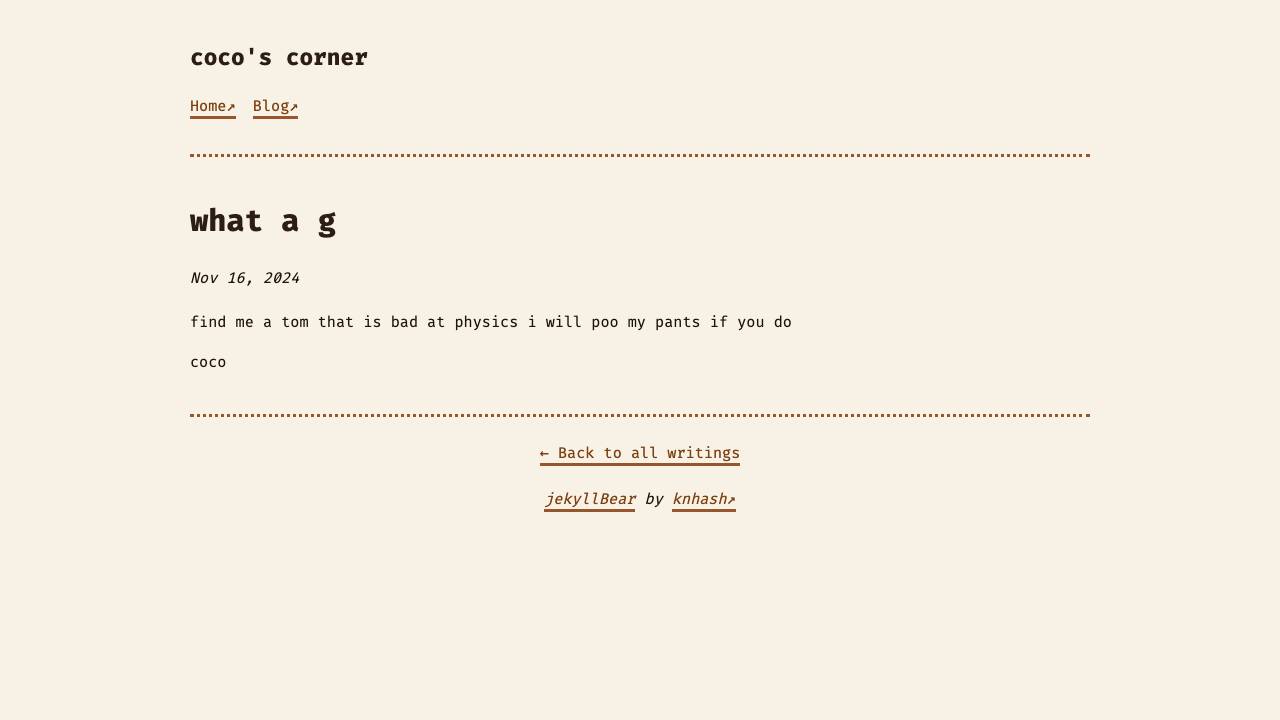 coco's corner
Home↗ Blog↗
what a g
Nov 16, 2024
find me a tom that is bad at physics i will poo my pants if you do
coco
← Back to all writings
jekyllBear by knhash↗